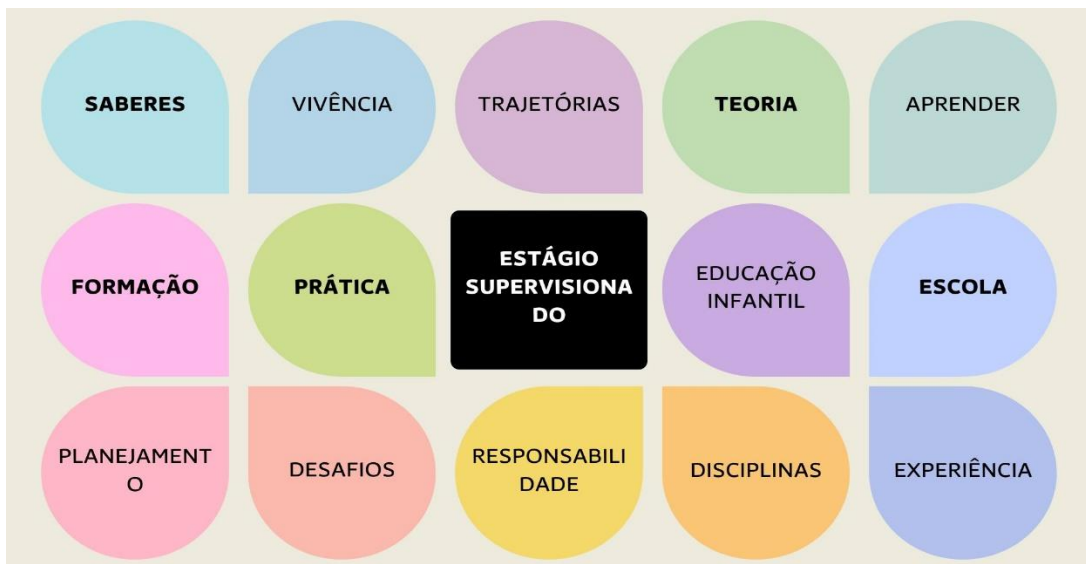 SABERES
VIVÊNCIA
TRAJETÓRIAS
TEORIA
APRENDER
FORMAÇÃO
PRÁTICA
ESTÁGIO
SUPERVISIONA
DO
EDUCAÇÃO
INFANTIL
ESCOLA
PLANEJAMENT
O
DESAFIOS
RESPONSABILI
DADE
DISCIPLINAS
EXPERIÊNCIA